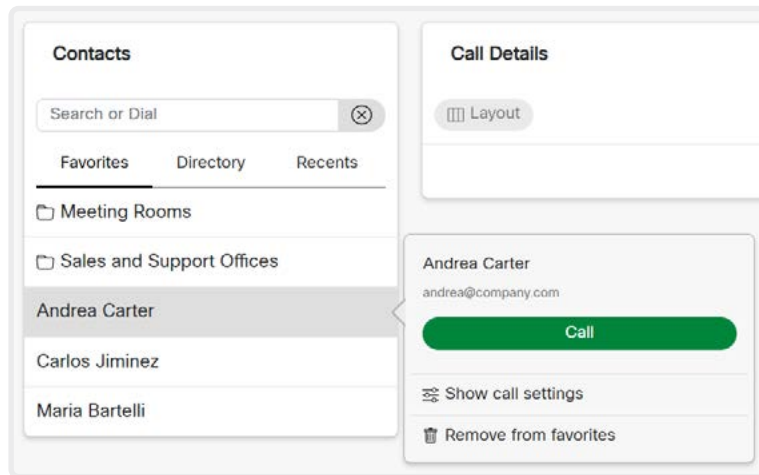 Contacts
Search or Dial
Favorites Directory Recents
Meeting Rooms
Sales and Support Offices
Andrea Carter
Carlos Jiminez
Maria Bartelli
Call Details
Layout
Andrea Carter
andrea@company.com
Call
Show call settings
Remove from favorites